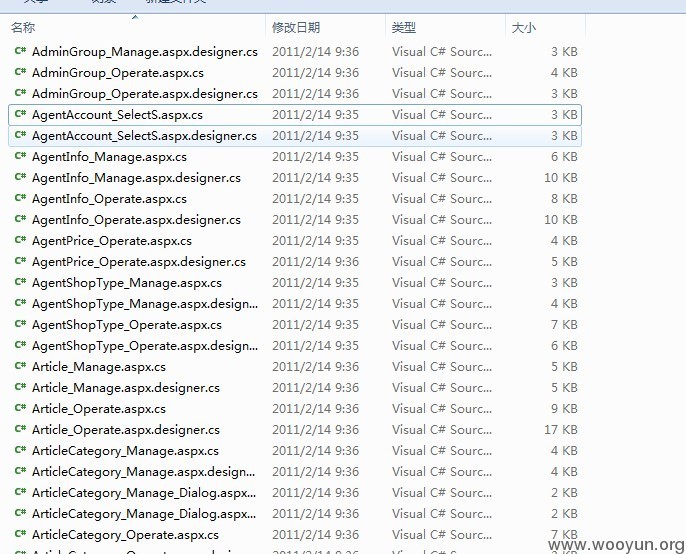 共享 刻录 新建文件夹
名称 修改日期 类型 大小
AdminGroup_Manage.aspx.designer.cs 2011/2/14 9:36 Visual C# Sourc... 3 KB
AdminGroup_Operate.aspx.cs 2011/2/14 9:36 Visual C# Sourc... 4 KB
AdminGroup_Operate.aspx.designer.cs 2011/2/14 9:36 Visual C# Sourc... 3 KB
AgentAccount_SelectS.aspx.cs 2011/2/14 9:35 Visual C# Sourc... 3 KB
AgentAccount_SelectS.aspx.designer.cs 2011/2/14 9:35 Visual C# Sourc... 3 KB
AgentInfo_Manage.aspx.cs 2011/2/14 9:35 Visual C# Sourc... 6 KB
AgentInfo_Manage.aspx.designer.cs 2011/2/14 9:35 Visual C# Sourc... 10 KB
AgentInfo_Operate.aspx.cs 2011/2/14 9:35 Visual C# Sourc... 8 KB
AgentInfo_Operate.aspx.designer.cs 2011/2/14 9:35 Visual C# Sourc... 10 KB
AgentPrice_Operate.aspx.cs 2011/2/14 9:35 Visual C# Sourc... 4 KB
AgentPrice_Operate.aspx.designer.cs 2011/2/14 9:36 Visual C# Sourc... 5 KB
AgentShopType_Manage.aspx.cs 2011/2/14 9:35 Visual C# Sourc... 3 KB
AgentShopType_Manage.aspx.design... 2011/2/14 9:35 Visual C# Sourc... 4 KB
AgentShopType_Operate.aspx.cs 2011/2/14 9:35 Visual C# Sourc... 7 KB
AgentShopType_Operate.aspx.design... 2011/2/14 9:35 Visual C# Sourc... 6 KB
Article_Manage.aspx.cs 2011/2/14 9:36 Visual C# Sourc... 5 KB
Article_Manage.aspx.designer.cs 2011/2/14 9:36 Visual C# Sourc... 5 KB
Article_Operate.aspx.cs 2011/2/14 9:36 Visual C# Sourc... 9 KB
Article_Operate.aspx.designer.cs 2011/2/14 9:36 Visual C# Sourc... 17 KB
ArticleCategory_Manage.aspx.cs 2011/2/14 9:36 Visual C# Sourc... 4 KB
ArticleCategory_Manage.aspx.design... 2011/2/14 9:36 Visual C# Sourc... 4 KB
ArticleCategory_Manage_Dialog.aspx... 2011/2/14 9:36 Visual C# Sourc... 2 KB
ArticleCategory_Manage_Dialog.aspx... 2011/2/14 9:36 Visual C# Sourc... 2 KB
ArticleCategory_Operate.aspx.cs 2011/2/14 9:36 Visual C# Sourc... 7 KB
www.wooyun.org